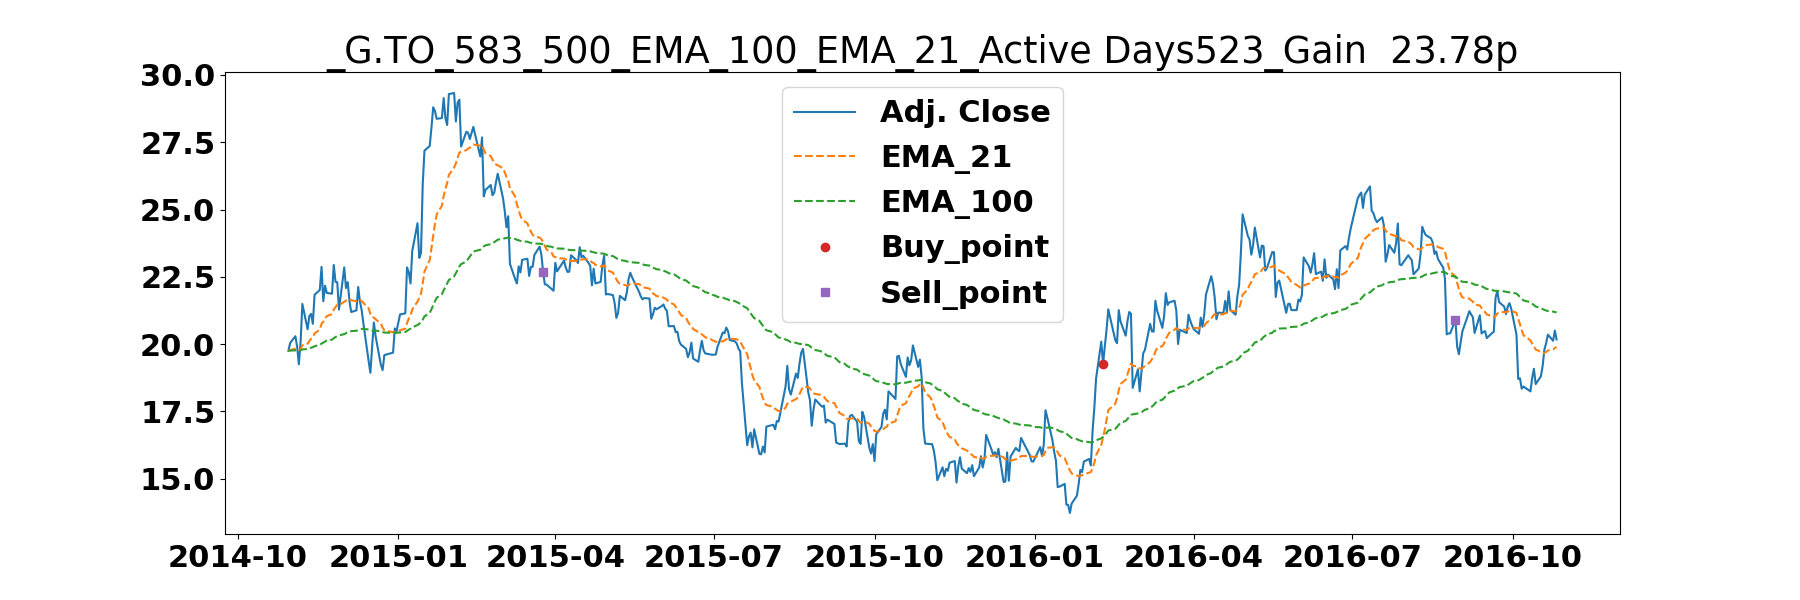 _G.TO_583_500_EMA_100_EMA_21_Active Days523_Gain  23.78p
30.0
27.5
25.0
22.5
20.0
17.5
15.0
Adj. Close
EMA_21
EMA_100
Buy_point
Sell_point
2014-10 2015-01 2015-04 2015-07 2015-10 2016-01 2016-04 2016-07 2016-10